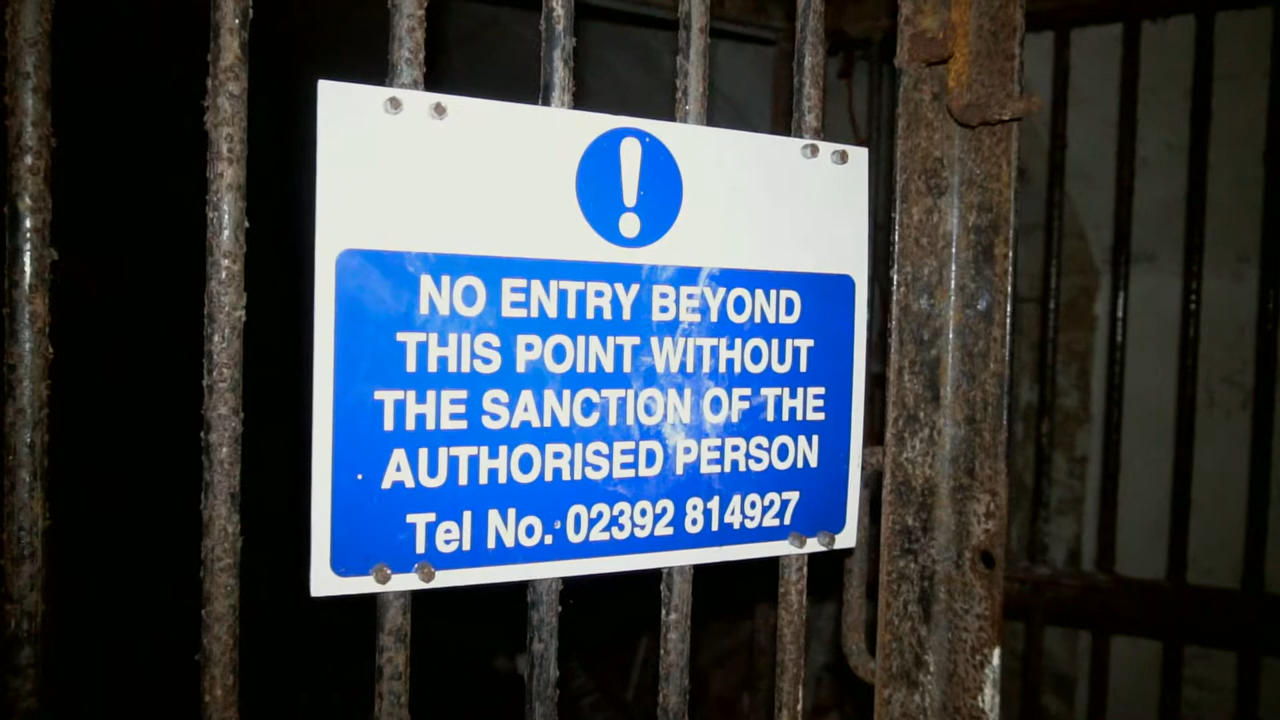 NO ENTRY BEYOND
THIS POINT WITHOUT
THE SANCTION OF THE
AUTHORISED PERSON
Tel No. 02392 814927